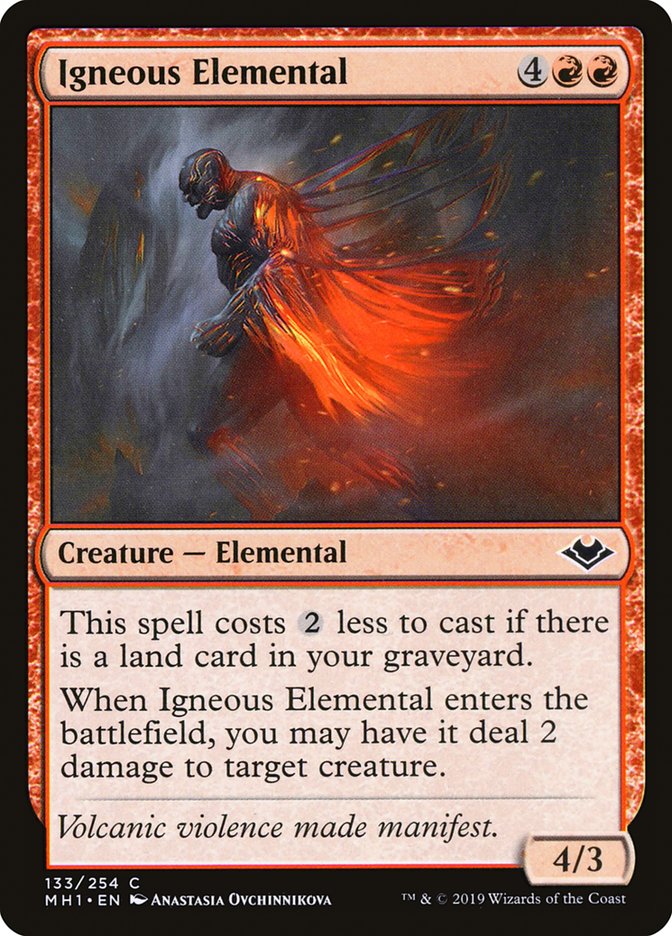 Igneous Elemental 4
Creature — Elemental
This spell costs 2 less to cast if there
is a land card in your graveyard.
When Igneous Elemental enters the
battlefield, you may have it deal 2
damage to target creature.
Volcanic violence made manifest.
4/3
133/254 C
MH1 • EN Anastasia Ovchinnikova
™ & © 2019 Wizards of the Coast